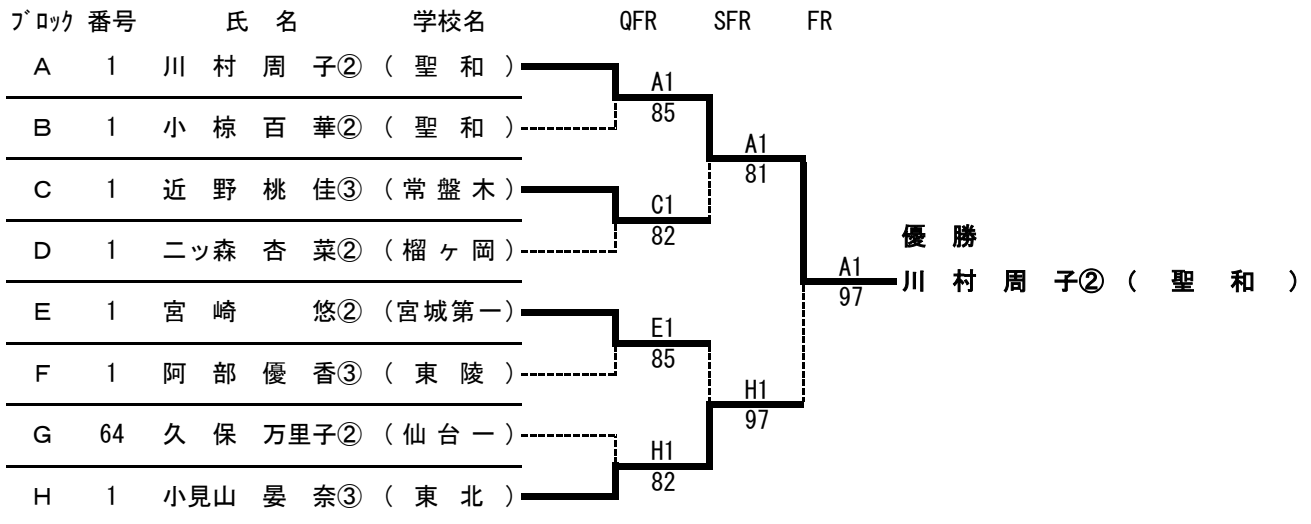 ブロック 番号 氏 名 学校名 QFR SFR FR
A 1 川 村 周 子② ( 聖 和 )
A1
85
B 1 小 椋 百 華② ( 聖 和 )
A1
81
C 1 近 野 桃 佳③ ( 常 盤 木 )
C1
82
D 1 二ッ森 杏 菜② ( 榴 ヶ 岡 )
優 勝
A1
97
川 村 周 子② ( 聖 和 )
E 1 宮 崎 悠② (宮城第一)
E1
85
F 1 阿 部 優 香③ ( 東 陵 )
H1
97
G 64 久 保 万里子② ( 仙 台 一 )
H1
82
H 1 小見山 晏 奈③ ( 東 北 )